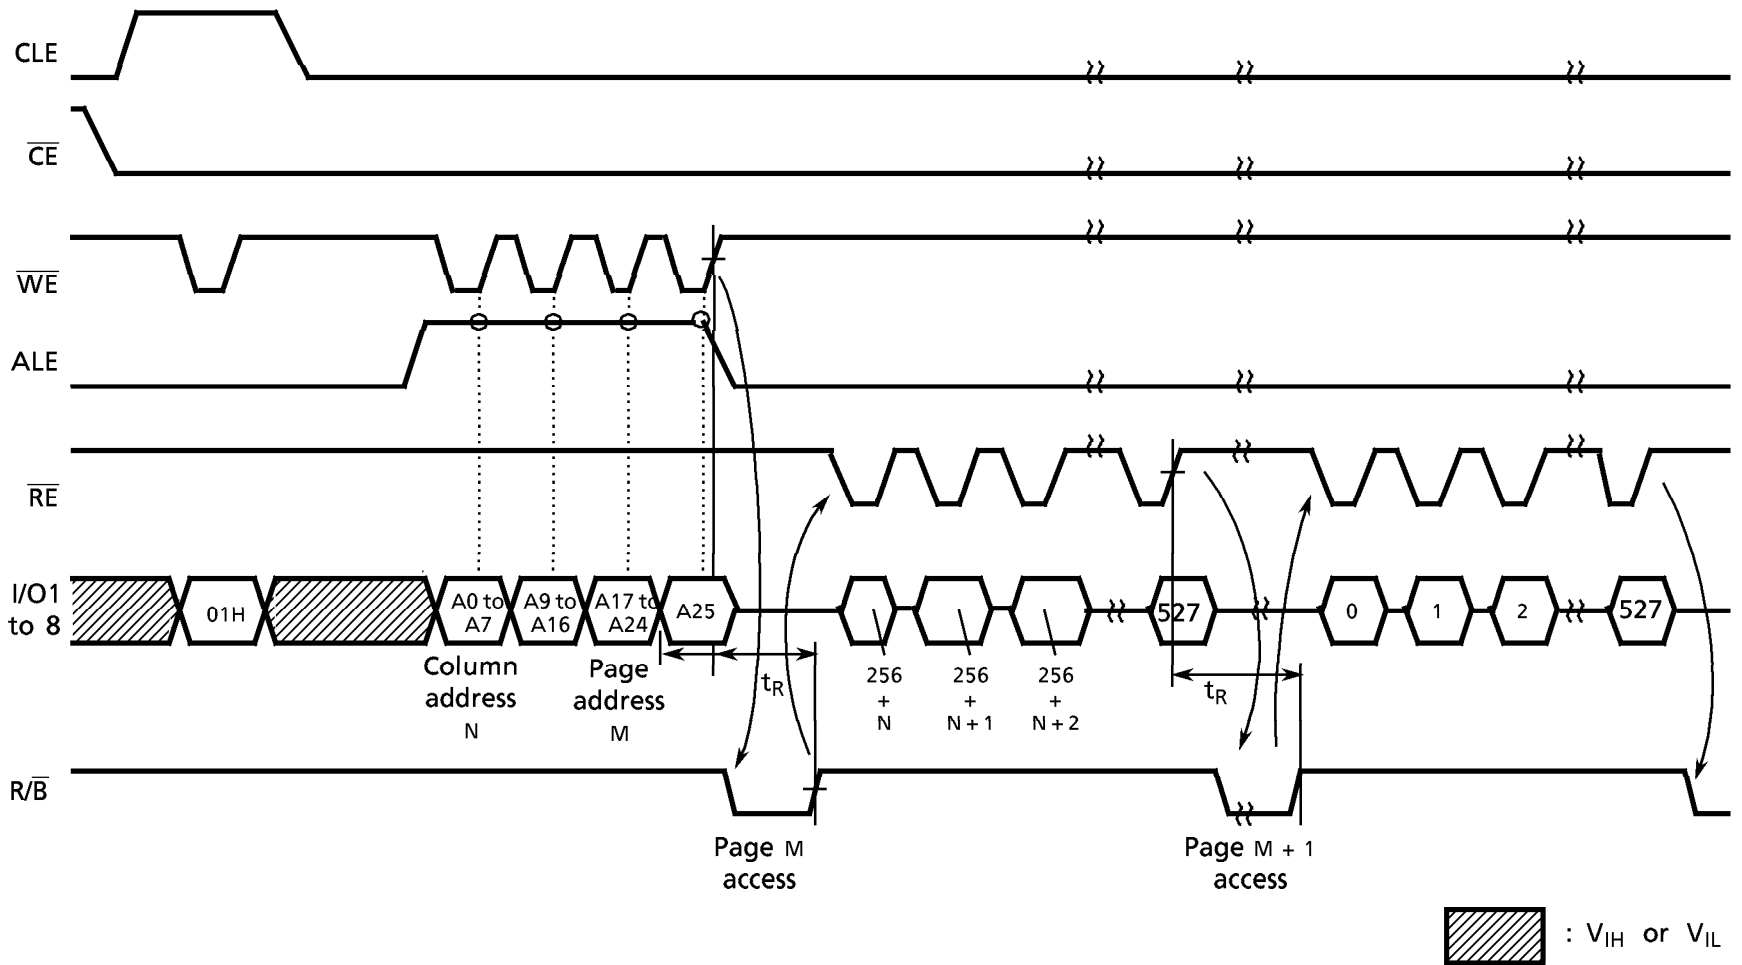 CLE
CE
WE
ALE
RE
I/O1
to 8
01H
A0 to
A7
A9 to
A16
A17 to
A24
A25
527
0
1
2
527
Column
address
N
Page
address
M
tR
256
+
N
256
+
N + 1
256
+
N + 2
tR
R/B
Page M
access
Page M + 1
access
: VIH or VIL